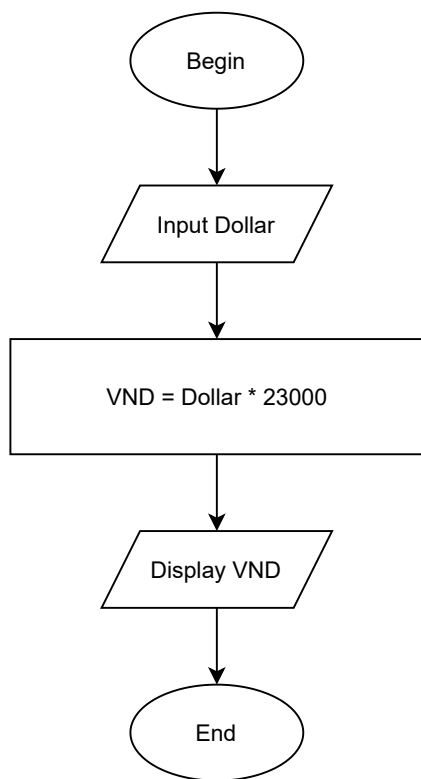 Begin
Input Dollar
VND = Dollar * 23000
Display VND
End